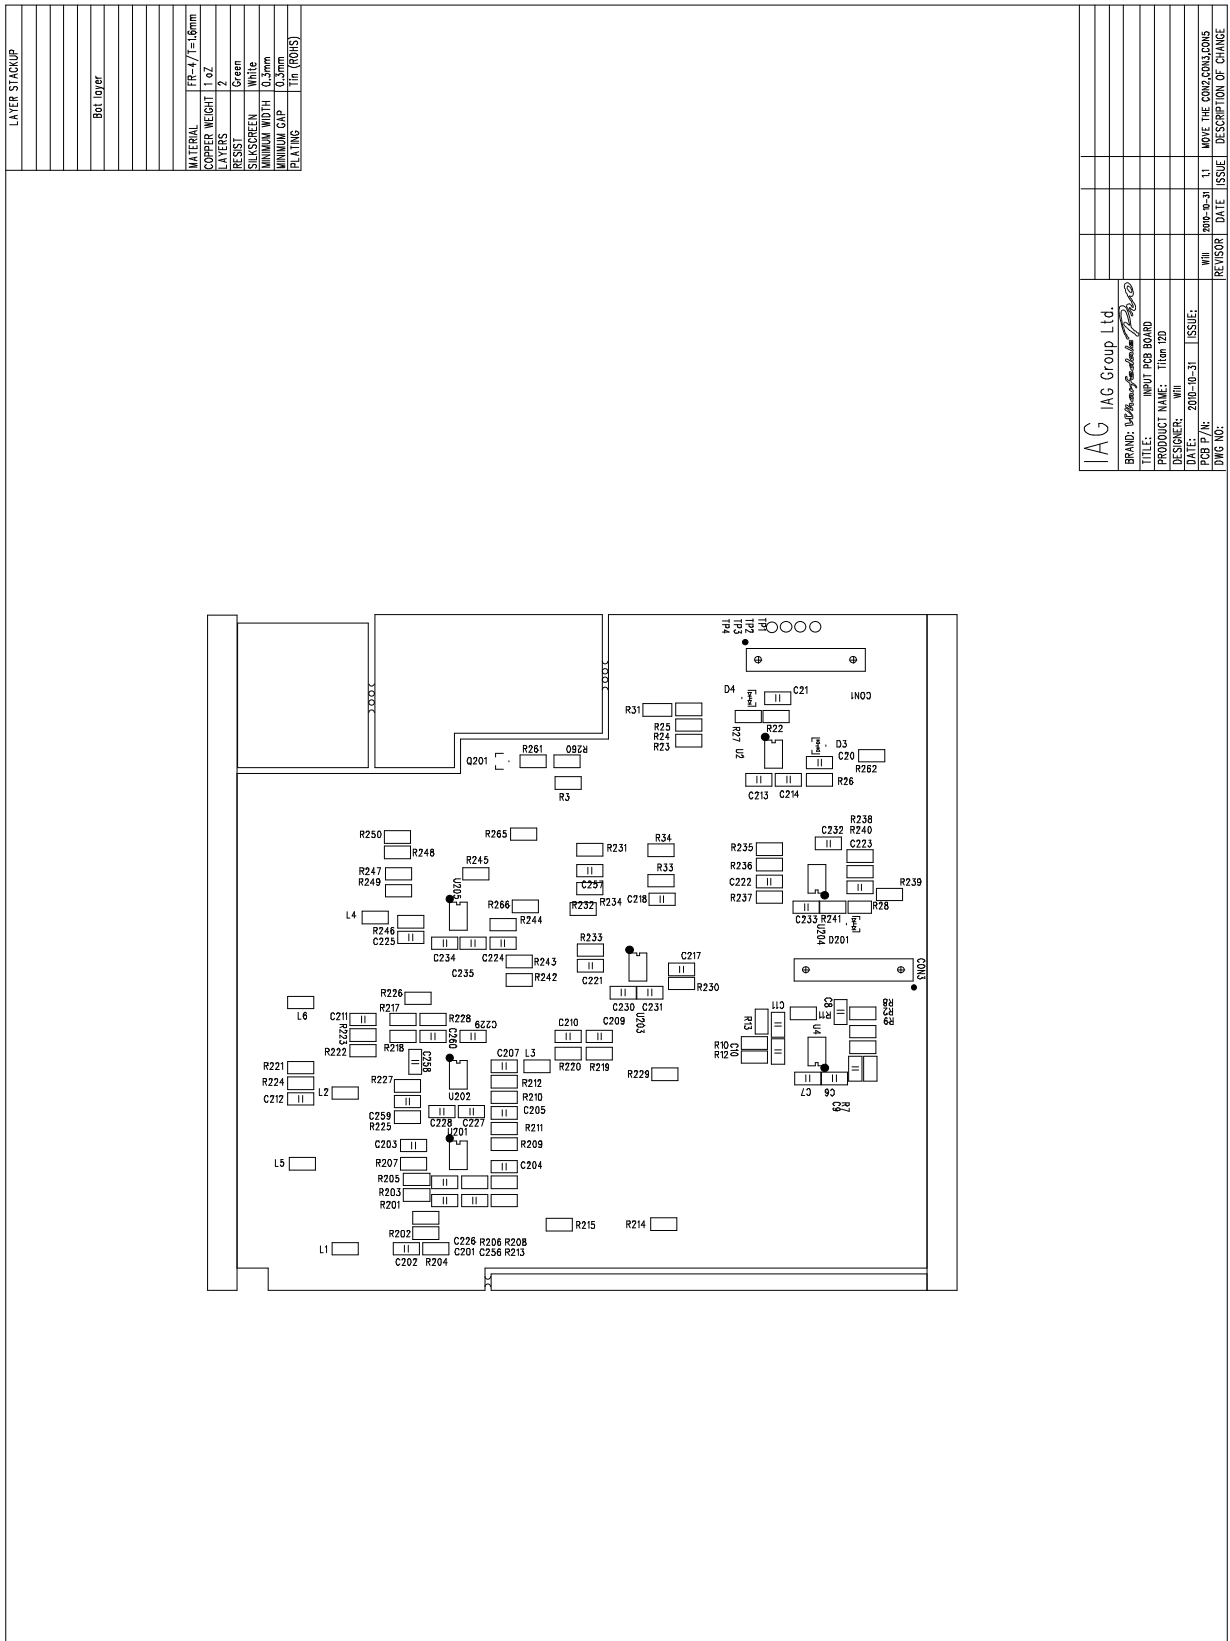 LAYER STACKUP
Bot layer
MATERIAL FR-4/T=1.6mm
COPPER WEIGHT 1 oZ
LAYERS 2
RESIST Green
SILKSCREEN White
MINIMUM WIDTH 0.3mm
MINIMUM GAP 0.3mm
PLATING Tin (ROHS)
IAG IAG Group Ltd.
BRAND: Wharfedale Pro
TITLE: INPUT PCB BOARD
PRODOUCT NAME: Titan 12D
DESIGNER: Will
DATE: 2010-10-31 ISSUE:
PCB P/N:
DWG NO:
Will 2010-10-31 1.1 MOVE THE CON2,CON3,CON5
REVISOR DATE ISSUE DESCRIPTION OF CHANGE
TP4 TP3 TP2 TP1
D4 C21 CON1
R31
R25
R24
R23
R27 U2 R22
D3
C20
R262
R26
C213 C214
Q201 R261 R260
R3
R250
R248
R247
R249
R265
R245
U205
R231
C257
R234
R232
R34
R33
C218
R235
R236
C222
R237
R238
R240
C232 C223
R239
R28
C233 R241
U204 D201
L4
R246
C225
R266
R244
C234 C235 C224
R243
R242
R233
C221
C217
R230
C230 C231
U203
CON3
R226
L6
C211
R217
R223
R222
R218
R228
C260
C229
C258
C210 C209
R220 R219
C207 L3
R13
C11
R10
R12
C10
R11
C8
U4
R8
R9
C7 C6
C9
R7
R221
R224
C212
L2
R227
C259
R225
U202
C228 C227
U201
R212
R210
C205
R211
R209
R229
C203
R207
L5
R205
R203
R201
C204
R202
L1
C202 R204
C226 R206 R208
C201 C256 R213
R215
R214